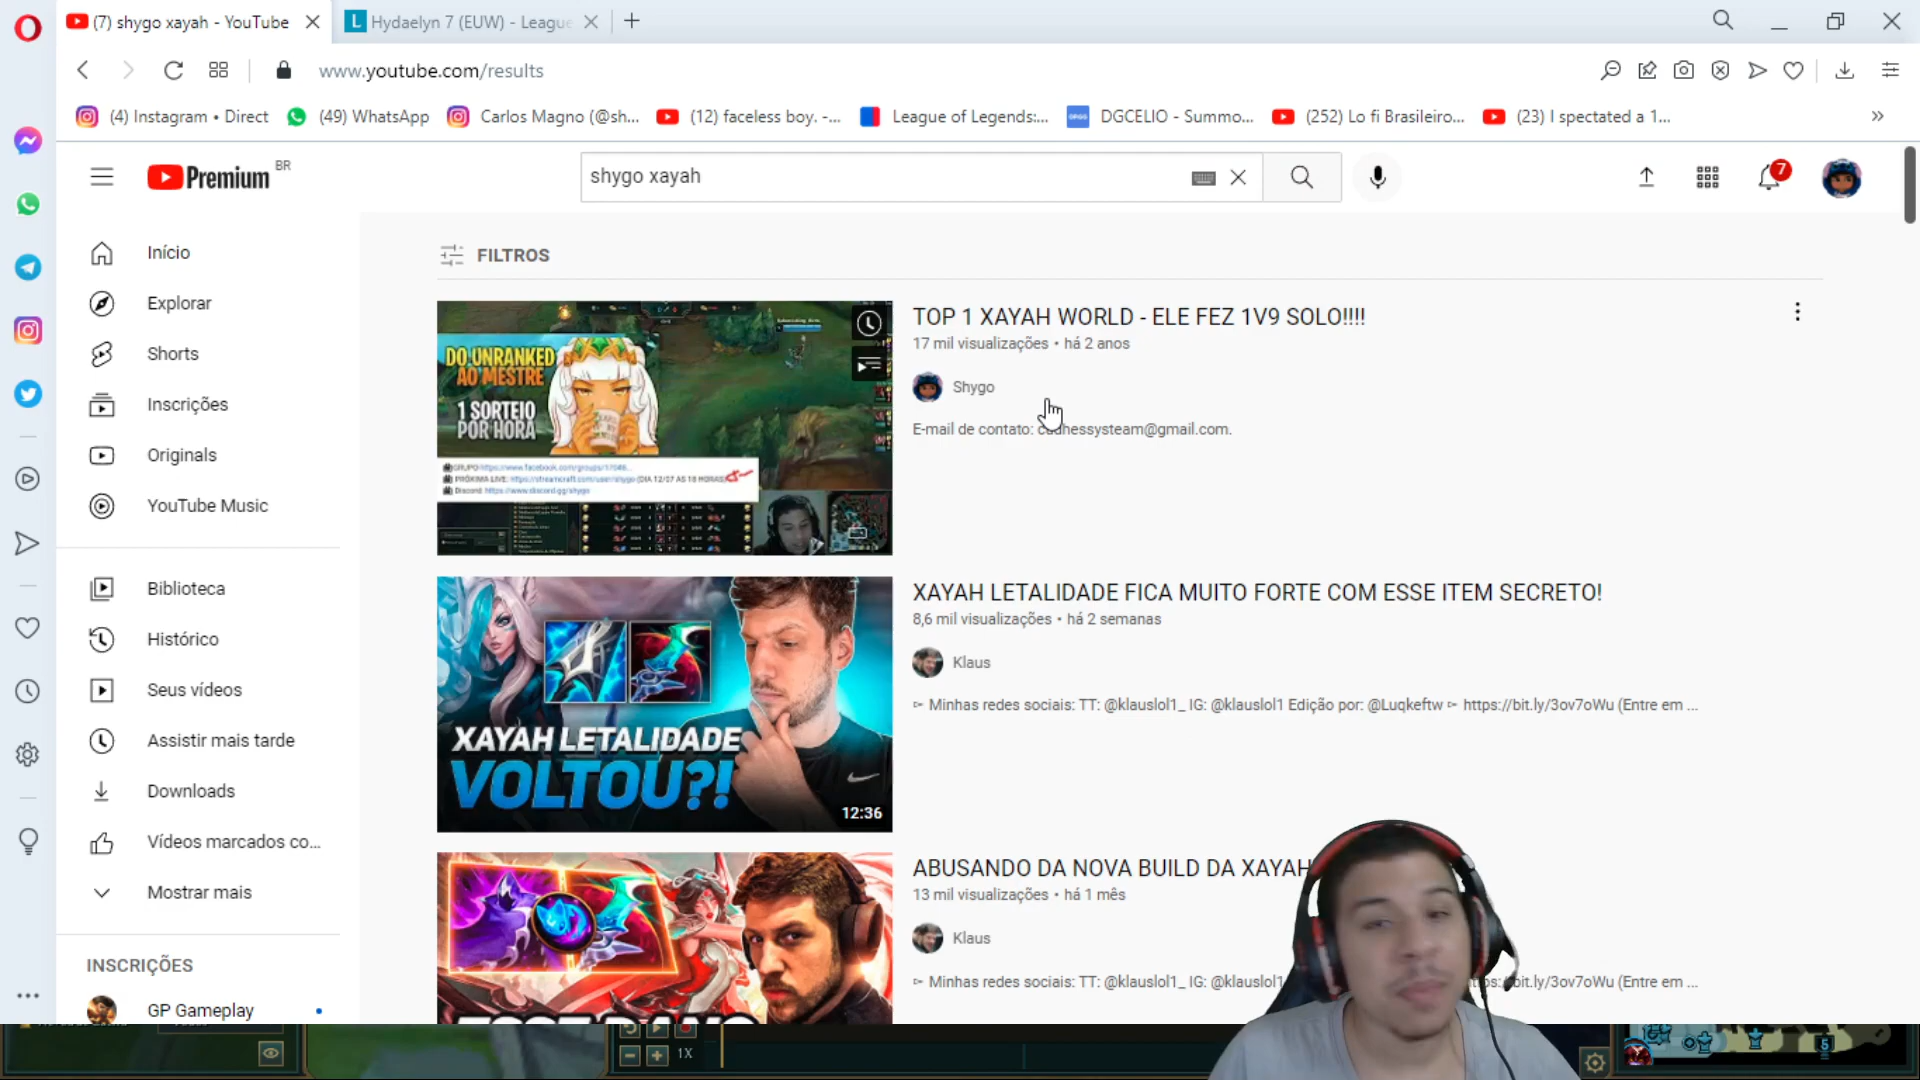 (7) shygo xayah - YouTube
Hydaelyn 7 (EUW) - League
www.youtube.com/results
(4) Instagram • Direct
(49) WhatsApp
Carlos Magno (@sh...
(12) faceless boy. -...
League of Legends:...
DGCELIO - Summo...
(252) Lo fi Brasileiro...
(23) I spectated a 1...
Premium BR
shygo xayah
7
Início
Explorar
Shorts
Inscrições
Originals
YouTube Music
Biblioteca
Histórico
Seus vídeos
Assistir mais tarde
Downloads
Vídeos marcados co...
Mostrar mais
INSCRIÇÕES
GP Gameplay
FILTROS
DO UNRANKED
AO MESTRE
1 SORTEIO
POR HORA
TOP 1 XAYAH WORLD - ELE FEZ 1V9 SOLO!!!!
17 mil visualizações • há 2 anos
Shygo
E-mail de contato:
XAYAH LETALIDADE
VOLTOU?!
12:36
XAYAH LETALIDADE FICA MUITO FORTE COM ESSE ITEM SECRETO!
8,6 mil visualizações • há 2 semanas
Klaus
⊳ Minhas redes sociais: TT: @klauslol1_ IG: @klauslol1 Edição por: @Luqkeftw ⊳ https://bit.ly/3ov7oWu (Entre em ...
ABUSANDO DA NOVA BUILD DA XAYAH
13 mil visualizações • há 1 mês
Klaus
⊳ Minhas redes sociais: TT: @klauslol1_ IG: @klauslol1 bit.ly/3ov7oWu (Entre em ...
1X
5